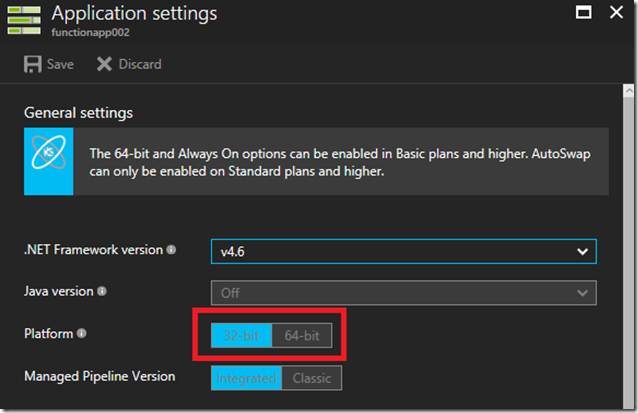 Application settings
functionapp002
Save Discard
General settings
The 64-bit and Always On options can be enabled in Basic plans and higher. AutoSwap
can only be enabled on Standard plans and higher.
.NET Framework version v4.6
Java version Off
Platform 32-bit 64-bit
Managed Pipeline Version Integrated Classic